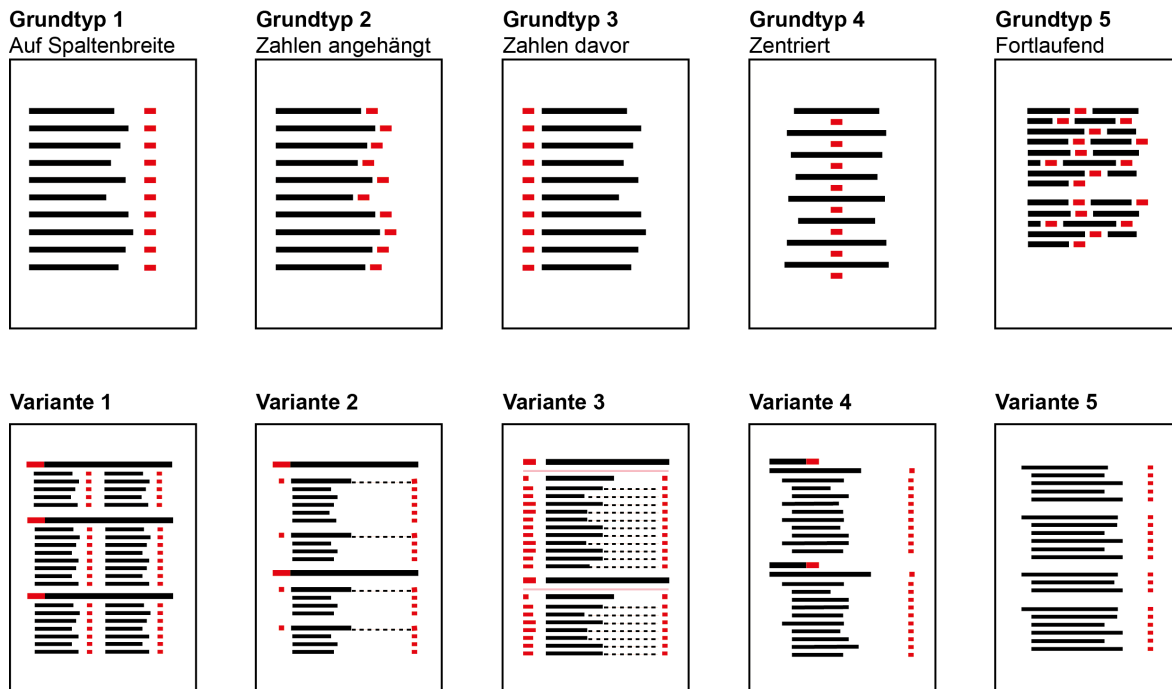 Grundtyp 1
Auf Spaltenbreite
Grundtyp 2
Zahlen angehängt
Grundtyp 3
Zahlen davor
Grundtyp 4
Zentriert
Grundtyp 5
Fortlaufend
Variante 1
Variante 2
Variante 3
Variante 4
Variante 5